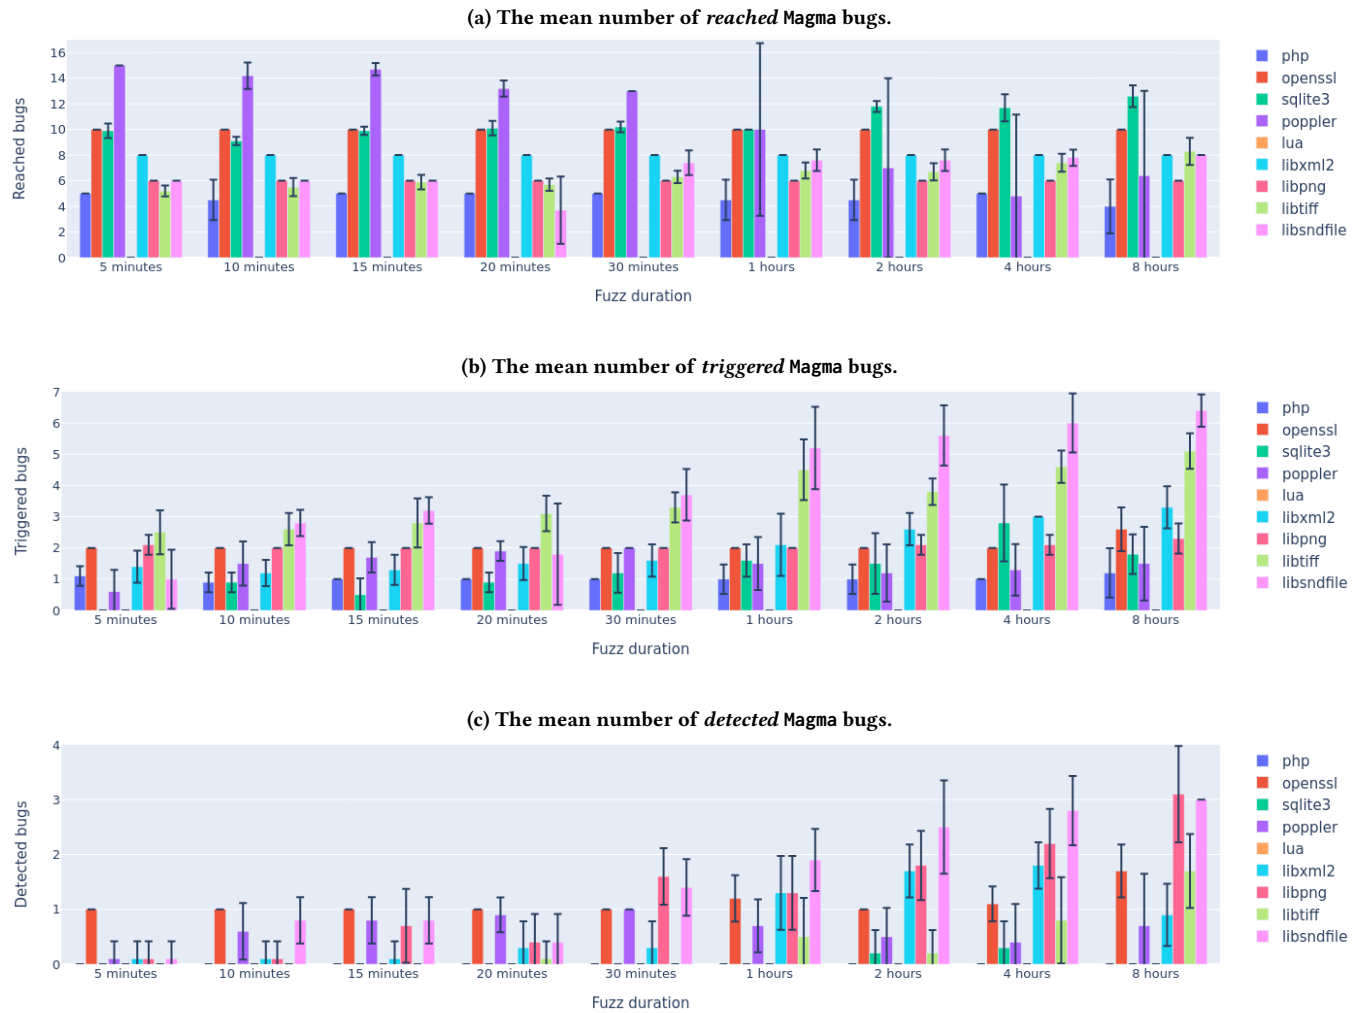 (a) The mean number of reached Magma bugs.
16
14
12
10
8
6
4
2
0
Reached bugs
5 minutes
10 minutes
15 minutes
20 minutes
30 minutes
1 hours
2 hours
4 hours
8 hours
Fuzz duration
php
openssl
sqlite3
poppler
lua
libxml2
libpng
libtiff
libsndfile
(b) The mean number of triggered Magma bugs.
7
6
5
4
3
2
1
0
Triggered bugs
5 minutes
10 minutes
15 minutes
20 minutes
30 minutes
1 hours
2 hours
4 hours
8 hours
Fuzz duration
php
openssl
sqlite3
poppler
lua
libxml2
libpng
libtiff
libsndfile
(c) The mean number of detected Magma bugs.
4
3
2
1
0
Detected bugs
5 minutes
10 minutes
15 minutes
20 minutes
30 minutes
1 hours
2 hours
4 hours
8 hours
Fuzz duration
php
openssl
sqlite3
poppler
lua
libxml2
libpng
libtiff
libsndfile